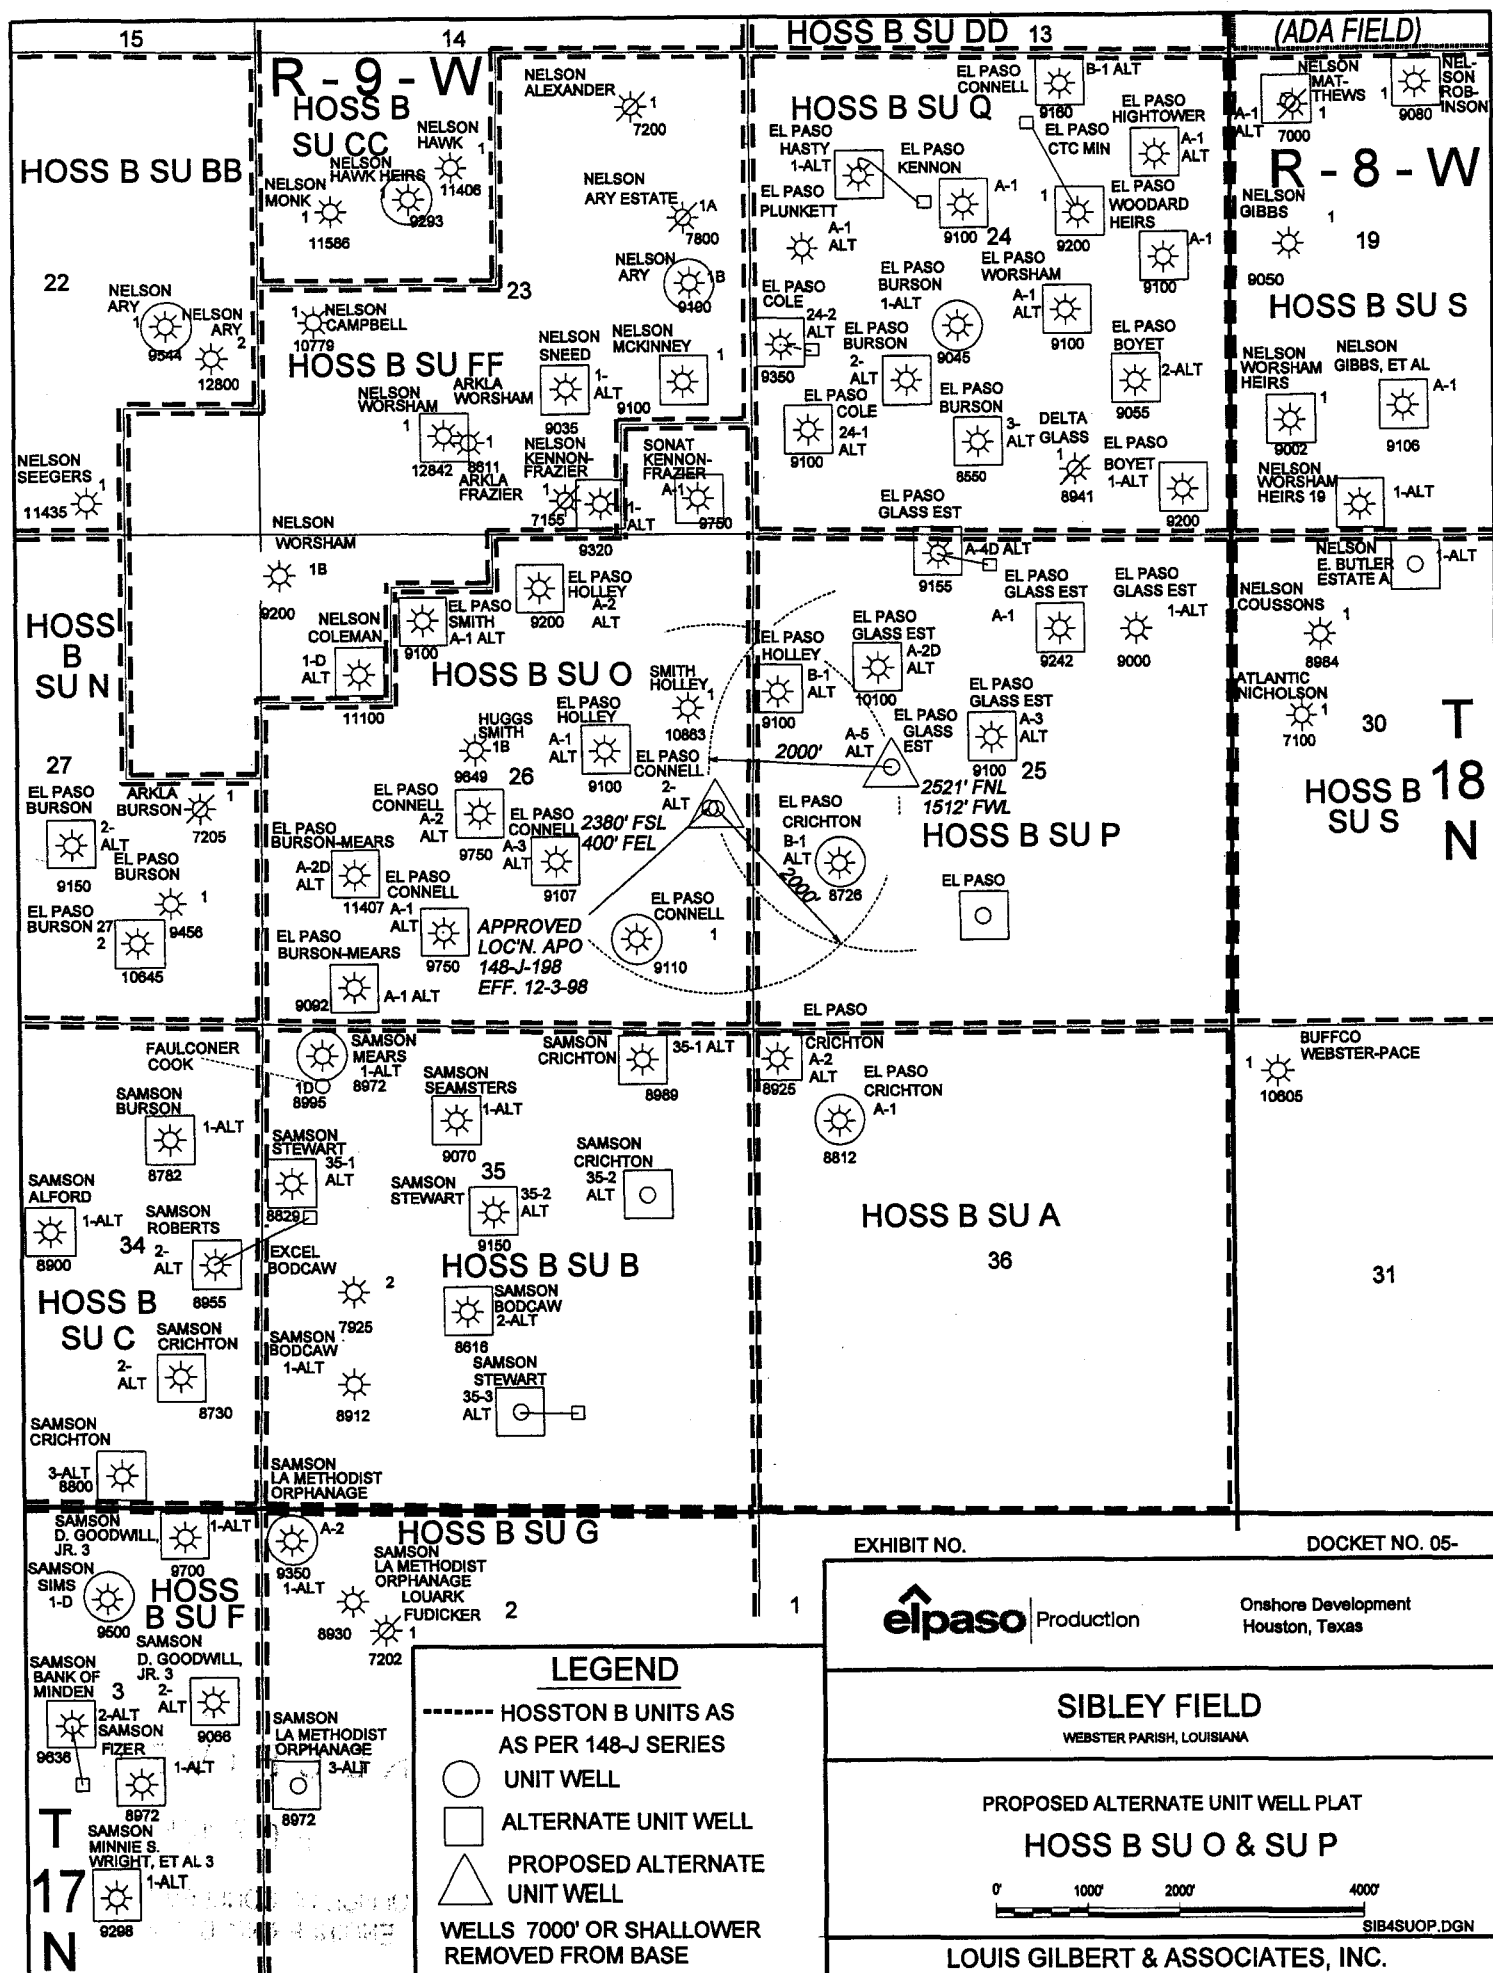 15
14
HOSS B SU DD 13
(ADA FIELD)
R - 9 - W
HOSS B
SU CC
HOSS B SU BB
NELSON
HAWK
1
11406
NELSON
HAWK HEIRS
1
9293
NELSON
MONK
1
11586
NELSON
ALEXANDER
1
7200
NELSON
ARY ESTATE
1A
7800
NELSON
ARY
1B
9100
22
23
NELSON
ARY
1
9544
NELSON
ARY
2
12800
1
NELSON
CAMPBELL
10779
HOSS B SU FF
NELSON
SNEED
1-
ALT
9035
NELSON
MCKINNEY
1
9100
NELSON
WORSHAM
1
12842
ARKLA
WORSHAM
1
8811
ARKLA
FRAZIER
NELSON
KENNON-
FRAZIER
1
7155
1-
ALT
9320
SONAT
KENNON-
FRAZIER
A-1
9750
NELSON
SEEGERS
1
11435
HOSS B SU Q
EL PASO
CONNELL
B-1 ALT
9160
EL PASO
HASTY
1-ALT
EL PASO
KENNON
A-1
9100
24
EL PASO
CTC MIN
1
9200
EL PASO
HIGHTOWER
A-1
ALT
EL PASO
WOODARD
HEIRS
A-1
9100
EL PASO
PLUNKETT
A-1
ALT
EL PASO
COLE
24-2
ALT
9350
EL PASO
BURSON
1-ALT
9045
EL PASO
WORSHAM
A-1
ALT
9100
EL PASO
BURSON
2-
ALT
EL PASO
BOYET
2-ALT
9055
EL PASO
COLE
24-1
ALT
9100
EL PASO
BURSON
3-
ALT
8550
DELTA
GLASS
1
8941
EL PASO
BOYET
1-ALT
9200
NELSON
MAT-
THEWS
1
A-1
ALT
7000
NEL-
SON
ROB-
INSON
1
9080
R - 8 - W
NELSON
GIBBS
1
9050
19
HOSS B SU S
NELSON
WORSHAM
HEIRS
1
9002
NELSON
GIBBS, ET AL
A-1
9106
NELSON
WORSHAM
HEIRS 19
1-ALT
NELSON
WORSHAM
1B
9200
HOSS
B
SU N
NELSON
COLEMAN
1-D
ALT
11100
EL PASO
SMITH
A-1 ALT
9100
EL PASO
HOLLEY
A-2
ALT
9200
HOSS B SU O
SMITH
HOLLEY
1
10863
HUGGS
SMITH
1B
9649
26
EL PASO
HOLLEY
A-1
ALT
9100
EL PASO
CONNELL
2-
ALT
2380' FSL
400' FEL
EL PASO
CONNELL
A-2
ALT
9750
EL PASO
CONNELL
A-3
ALT
9107
EL PASO
BURSON-MEARS
A-2D
ALT
11407
EL PASO
CONNELL
A-1
ALT
9750
APPROVED
LOC'N. APO
148-J-198
EFF. 12-3-98
EL PASO
BURSON-MEARS
9092
A-1 ALT
EL PASO
CONNELL
1
9110
27
EL PASO
BURSON
2-
ALT
9150
ARKLA
BURSON
1
7205
EL PASO
BURSON
1
9456
EL PASO
BURSON 27
2
10645
EL PASO
GLASS EST
A-4D ALT
9155
EL PASO
GLASS EST
A-1
9242
EL PASO
GLASS EST
1-ALT
9000
EL PASO
HOLLEY
B-1
ALT
9100
EL PASO
GLASS EST
A-2D
ALT
10100
EL PASO
GLASS EST
A-3
ALT
9100
25
EL PASO
GLASS
EST
A-5
ALT
2000'
2521' FNL
1512' FWL
EL PASO
CRICHTON
B-1
ALT
8726
2000'
HOSS B SU P
EL PASO
NELSON
E. BUTLER
ESTATE A
1-ALT
NELSON
COUSSONS
1
8984
ATLANTIC
NICHOLSON
1
7100
30
T
18
N
HOSS B
SU S
EL PASO
CRICHTON
A-2
ALT
8925
EL PASO
CRICHTON
A-1
8812
HOSS B SU A
36
BUFFCO
WEBSTER-PACE
1
10605
31
FAULCONER
COOK
1D
8995
SAMSON
MEARS
1-ALT
8972
SAMSON
CRICHTON
35-1 ALT
8989
SAMSON
SEAMSTERS
1-ALT
9070
SAMSON
BURSON
1-ALT
8782
SAMSON
STEWART
35-1
ALT
8829
35
SAMSON
STEWART
35-2
ALT
9150
SAMSON
CRICHTON
35-2
ALT
SAMSON
ALFORD
1-ALT
8900
34
SAMSON
ROBERTS
2-
ALT
8955
EXCEL
BODCAW
2
7925
HOSS B SU B
SAMSON
BODCAW
2-ALT
8616
HOSS B
SU C
SAMSON
CRICHTON
2-
ALT
8730
SAMSON
BODCAW
1-ALT
8912
SAMSON
STEWART
35-3
ALT
SAMSON
CRICHTON
3-ALT
8800
SAMSON
LA METHODIST
ORPHANAGE
A-2
9350
HOSS B SU G
SAMSON
D. GOODWILL,
JR. 3
1-ALT
9700
SAMSON
SIMS
1-D
9500
HOSS
B SU F
SAMSON
LA METHODIST
ORPHANAGE
1-ALT
8930
LOUARK
FUDICKER
1
7202
2
1
SAMSON
D. GOODWILL,
JR. 3
2-
ALT
9066
SAMSON
BANK OF
MINDEN
3
2-ALT
9636
SAMSON
FIZER
1-ALT
8972
SAMSON
LA METHODIST
ORPHANAGE
3-ALT
8972
SAMSON
MINNIE S.
WRIGHT, ET AL 3
1-ALT
9298
T
17
N
LEGEND
HOSSTON B UNITS AS
AS PER 148-J SERIES
UNIT WELL
ALTERNATE UNIT WELL
PROPOSED ALTERNATE
UNIT WELL
WELLS 7000' OR SHALLOWER
REMOVED FROM BASE
EXHIBIT NO.
DOCKET NO. 05-
elpaso Production
Onshore Development
Houston, Texas
SIBLEY FIELD
WEBSTER PARISH, LOUISIANA
PROPOSED ALTERNATE UNIT WELL PLAT
HOSS B SU O & SU P
0' 1000' 2000' 4000'
SIB4SUOP.DGN
LOUIS GILBERT & ASSOCIATES, INC.